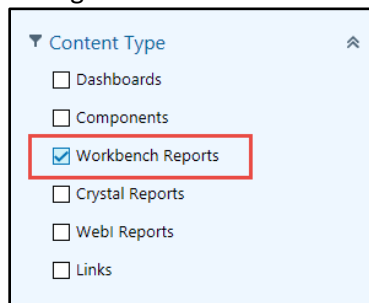 Content Type
Dashboards
Components
Workbench Reports
Crystal Reports
WebI Reports
Links